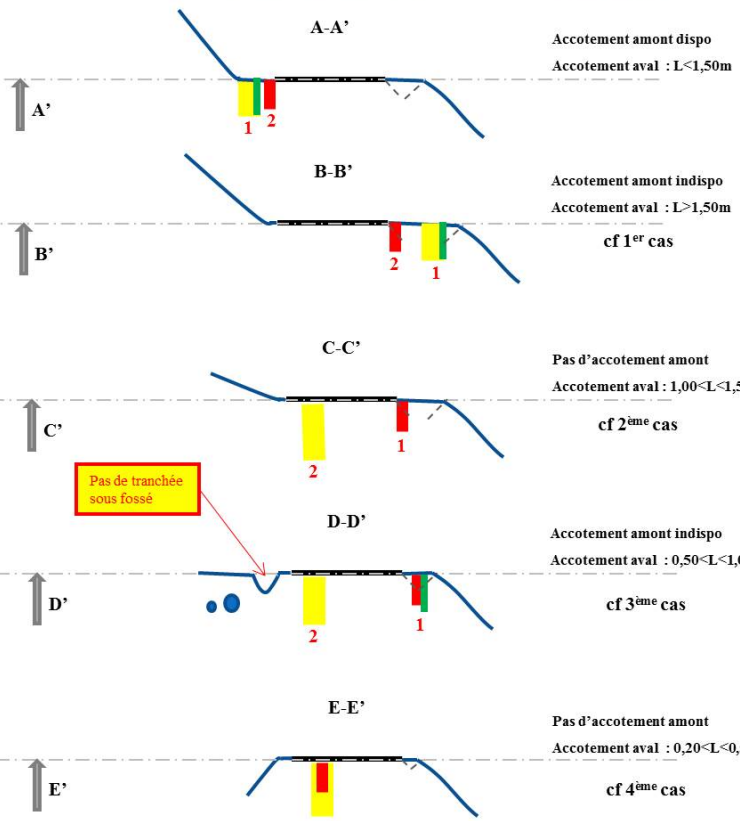 A-A’
Accotement amont dispo
Accotement aval : L<1,50m
A’
1
2
B-B’
Accotement amont indispo
Accotement aval : L>1,50m
cf 1er cas
B’
2
1
C-C’
Pas d’accotement amont
Accotement aval : 1,00<L<1,5
cf 2ème cas
C’
1
2
Pas de tranchée
sous fossé
D-D’
Accotement amont indispo
Accotement aval : 0,50<L<1,0
cf 3ème cas
D’
1
2
E-E’
Pas d’accotement amont
Accotement aval : 0,20<L<0,
cf 4ème cas
E’